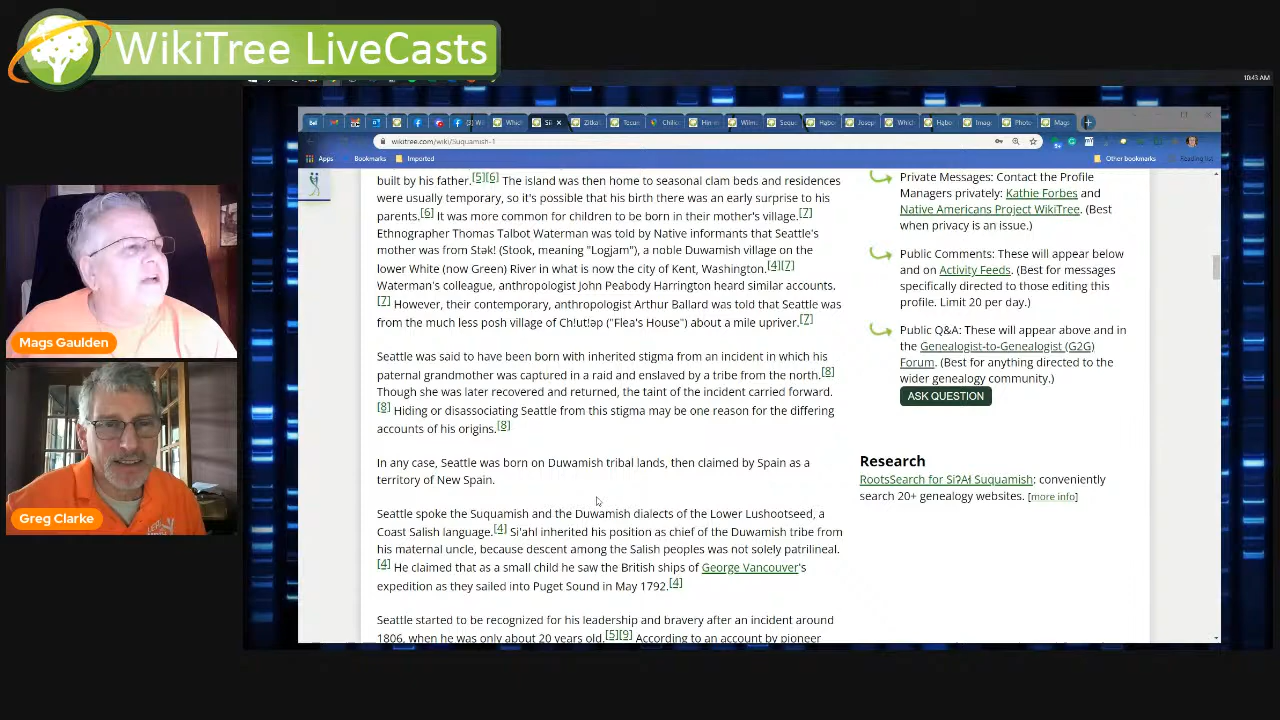 WikiTree LiveCasts
10:43 AM
wikitree.com/wiki/Suquamish-1
Apps Bookmarks Imported Other bookmarks Reading list
built by his father.[5][6] The island was then home to seasonal clam beds and residences
were usually temporary, so it's possible that his birth there was an early surprise to his
parents.[6] It was more common for children to be born in their mother's village.[7]
Ethnographer Thomas Talbot Waterman was told by Native informants that Seattle's
mother was from Stək! (Stook, meaning "Logjam"), a noble Duwamish village on the
lower White (now Green) River in what is now the city of Kent, Washington.[4][7]
Waterman's colleague, anthropologist John Peabody Harrington heard similar accounts.
[7] However, their contemporary, anthropologist Arthur Ballard was told that Seattle was
from the much less posh village of Ch!ut!əp ("Flea's House") about a mile upriver.[7]
Seattle was said to have been born with inherited stigma from an incident in which his
paternal grandmother was captured in a raid and enslaved by a tribe from the north.[8]
Though she was later recovered and returned, the taint of the incident carried forward.
[8] Hiding or disassociating Seattle from this stigma may be one reason for the differing
accounts of his origins.[8]
In any case, Seattle was born on Duwamish tribal lands, then claimed by Spain as a
territory of New Spain.
Seattle spoke the Suquamish and the Duwamish dialects of the Lower Lushootseed, a
Coast Salish language.[4] Si'ahl inherited his position as chief of the Duwamish tribe from
his maternal uncle, because descent among the Salish peoples was not solely patrilineal.
[4] He claimed that as a small child he saw the British ships of George Vancouver's
expedition as they sailed into Puget Sound in May 1792.[4]
Seattle started to be recognized for his leadership and bravery after an incident around
1806, when he was only about 20 years old.[5][9] According to an account by pioneer
Private Messages: Contact the Profile
Managers privately: Kathie Forbes and
Native Americans Project WikiTree. (Best
when privacy is an issue.)
Public Comments: These will appear below
and on Activity Feeds. (Best for messages
specifically directed to those editing this
profile. Limit 20 per day.)
Public Q&A: These will appear above and in
the Genealogist-to-Genealogist (G2G)
Forum. (Best for anything directed to the
wider genealogy community.)
ASK QUESTION
Research
RootsSearch for SiʔAł Suquamish: conveniently
search 20+ genealogy websites. [more info]
Mags Gaulden
Greg Clarke